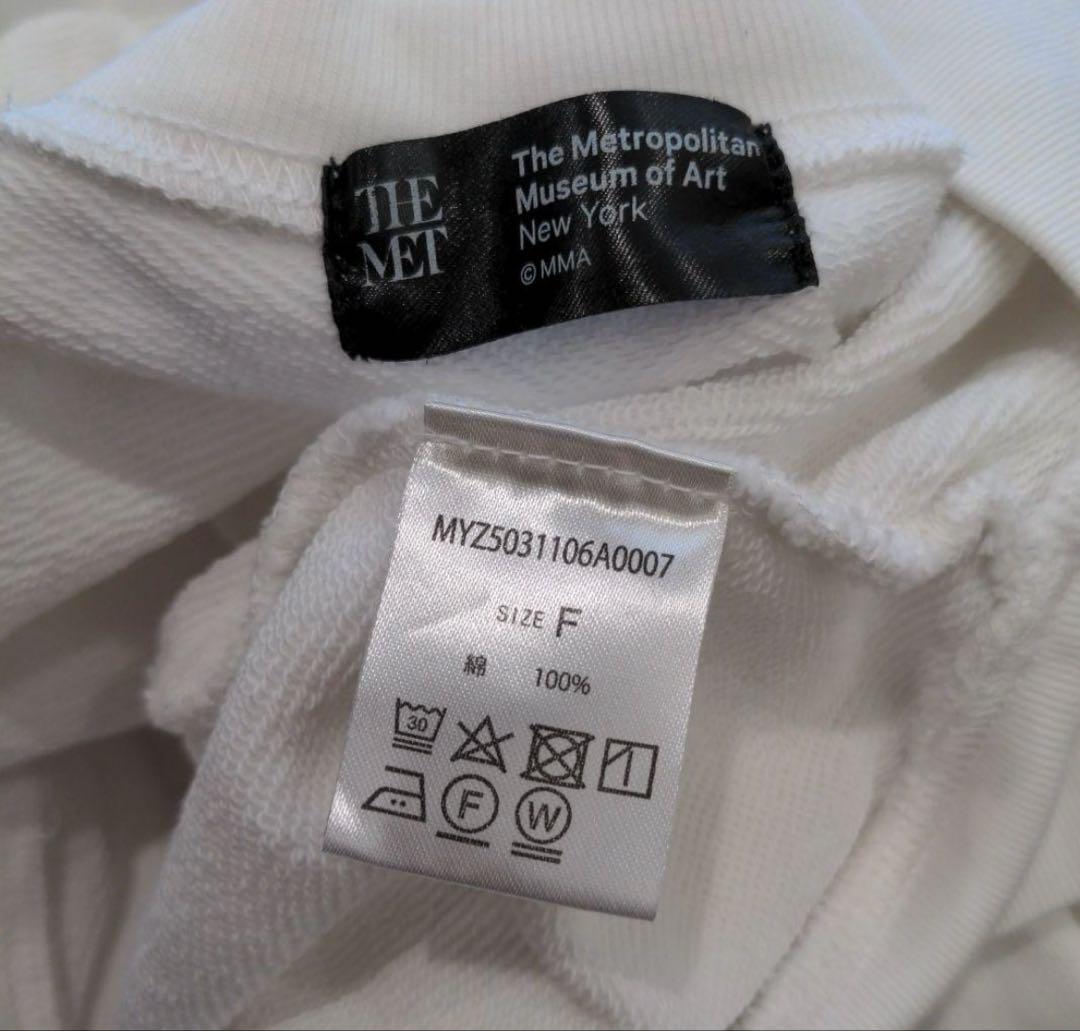 THE
MET
The Metropolitan
Museum of Art
New York
©MMA
MYZ5031106A0007
SIZE F
綿 100%
30
F W